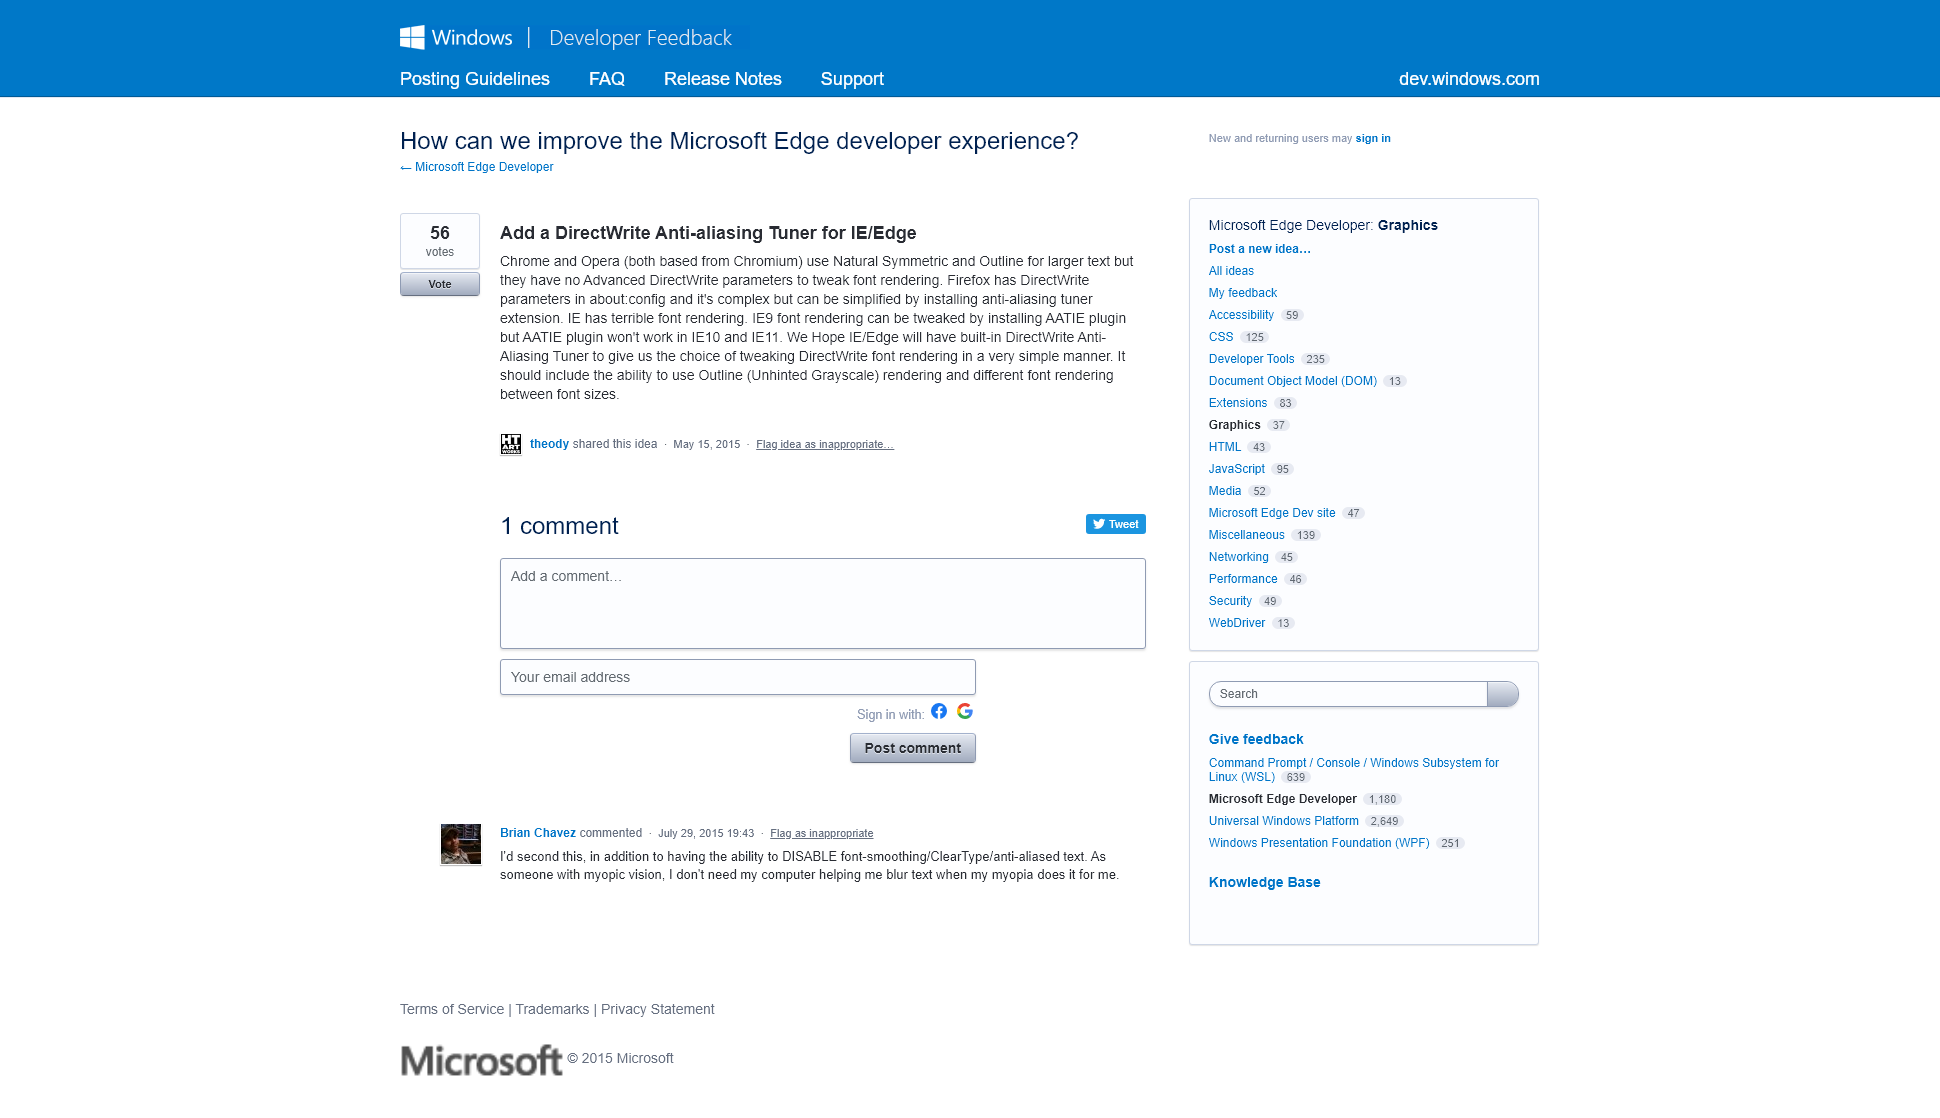 Windows | Developer Feedback
Posting Guidelines FAQ Release Notes Support dev.windows.com
How can we improve the Microsoft Edge developer experience?
← Microsoft Edge Developer
New and returning users may sign in
56
votes
Vote
Add a DirectWrite Anti-aliasing Tuner for IE/Edge
Chrome and Opera (both based from Chromium) use Natural Symmetric and Outline for larger text but
they have no Advanced DirectWrite parameters to tweak font rendering. Firefox has DirectWrite
parameters in about:config and it's complex but can be simplified by installing anti-aliasing tuner
extension. IE has terrible font rendering. IE9 font rendering can be tweaked by installing AATIE plugin
but AATIE plugin won't work in IE10 and IE11. We Hope IE/Edge will have built-in DirectWrite Anti-
Aliasing Tuner to give us the choice of tweaking DirectWrite font rendering in a very simple manner. It
should include the ability to use Outline (Unhinted Grayscale) rendering and different font rendering
between font sizes.
HT
ART
WORKS
theody shared this idea · May 15, 2015 · Flag idea as inappropriate…
1 comment
Tweet
Add a comment…
Your email address
Sign in with:
Post comment
Brian Chavez commented · July 29, 2015 19:43 · Flag as inappropriate
I'd second this, in addition to having the ability to DISABLE font-smoothing/ClearType/anti-aliased text. As
someone with myopic vision, I don't need my computer helping me blur text when my myopia does it for me.
Microsoft Edge Developer: Graphics
Post a new idea…
All ideas
My feedback
Accessibility 59
CSS 125
Developer Tools 235
Document Object Model (DOM) 13
Extensions 83
Graphics 37
HTML 43
JavaScript 95
Media 52
Microsoft Edge Dev site 47
Miscellaneous 139
Networking 45
Performance 46
Security 49
WebDriver 13
Search
Give feedback
Command Prompt / Console / Windows Subsystem for
Linux (WSL) 639
Microsoft Edge Developer 1,180
Universal Windows Platform 2,649
Windows Presentation Foundation (WPF) 251
Knowledge Base
Terms of Service | Trademarks | Privacy Statement
Microsoft © 2015 Microsoft